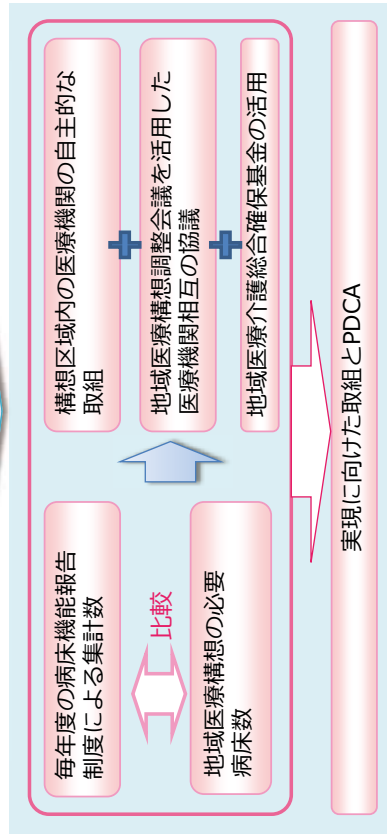 毎年度の病床機能報告
制度による集計数
比較
地域医療構想の必要
病床数
構想区域内の医療機関の自主的な
取組
地域医療構想調整会議を活用した
医療機関相互の協議
地域医療介護総合確保基金の活用
実現に向けた取組とPDCA